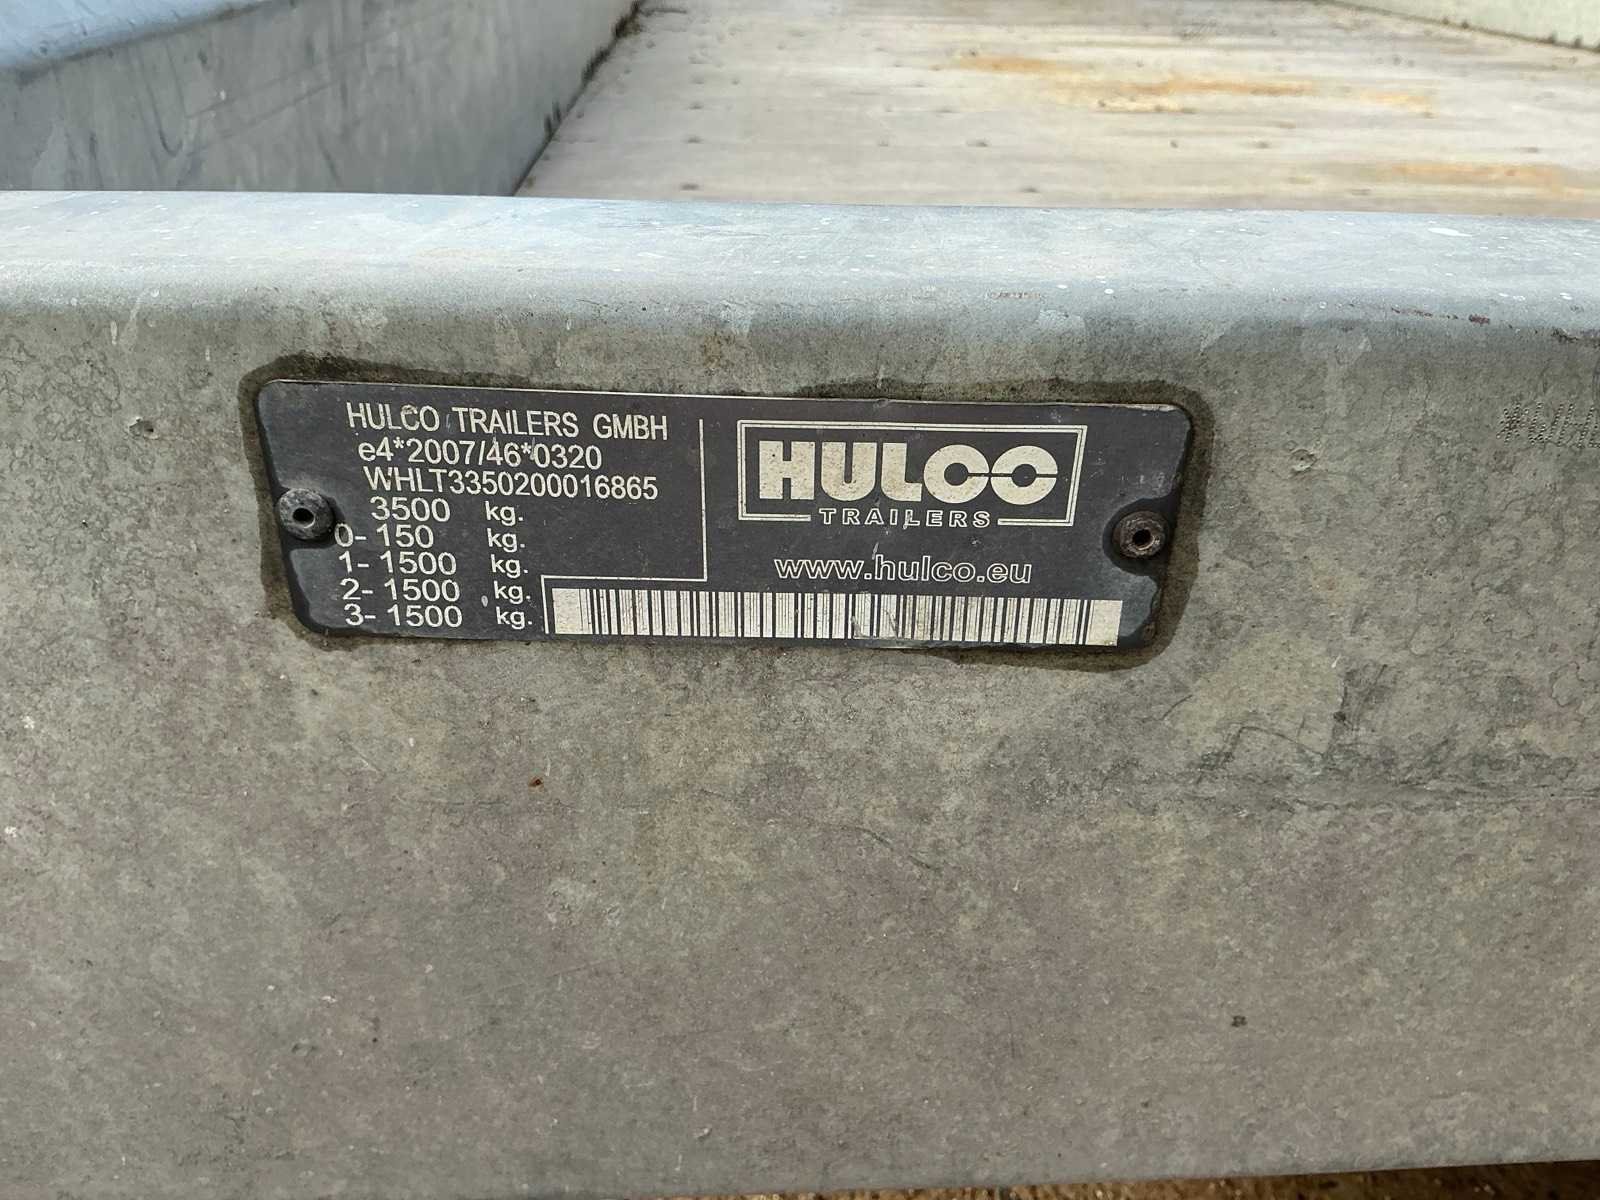 HULCO TRAILERS GMBH
e4*2007/46*0320
WHLT3350200016865
3500 kg.
0- 150 kg.
1- 1500 kg.
2- 1500 kg.
3- 1500 kg.
HULCO
TRAILERS
www.hulco.eu